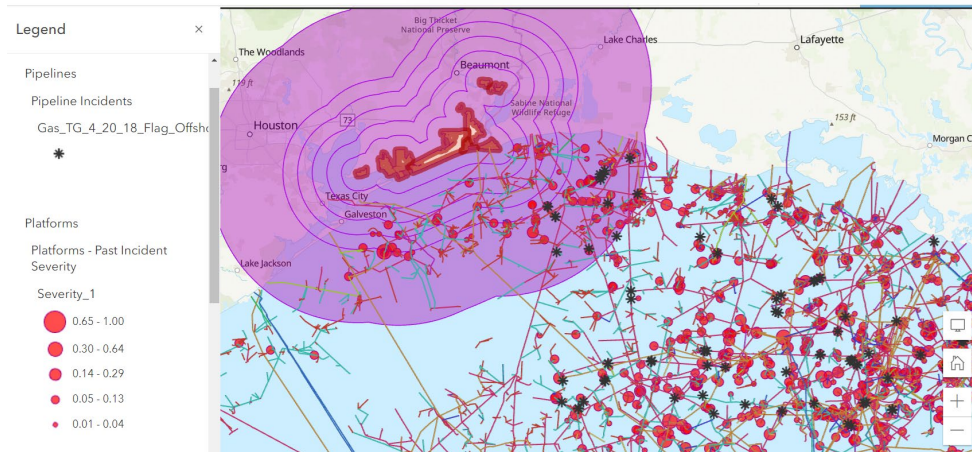 Legend
×
Pipelines
Pipeline Incidents
Gas_TG_4_20_18_Flag_Offsho
Platforms
Platforms - Past Incident
Severity
Severity_1
0.65 - 1.00
0.30 - 0.64
0.14 - 0.29
0.05 - 0.13
0.01 - 0.04
Big Thicket
National Preserve
Lake Charles
Lafayette
The Woodlands
Beaumont
119 ft
Sabine National
Wildlife Refuge
73
Houston
153 ft
Morgan C
rg
Texas City
Galveston
Lake Jackson
+
−